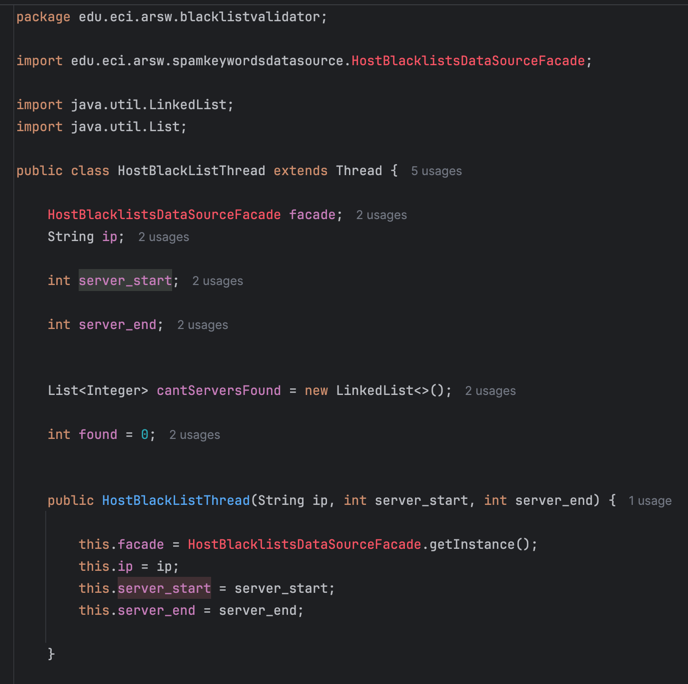 package edu.eci.arsw.blacklistvalidator;
import edu.eci.arsw.spamkeywordsdatasource.HostBlacklistsDataSourceFacade;
import java.util.LinkedList;
import java.util.List;
public class HostBlackListThread extends Thread { 5 usages
HostBlacklistsDataSourceFacade facade; 2 usages
String ip; 2 usages
int server_start; 2 usages
int server_end; 2 usages
List<Integer> cantServersFound = new LinkedList<>(); 2 usages
int found = 0; 2 usages
public HostBlackListThread(String ip, int server_start, int server_end) { 1 usage
this.facade = HostBlacklistsDataSourceFacade.getInstance();
this.ip = ip;
this.server_start = server_start;
this.server_end = server_end;
}